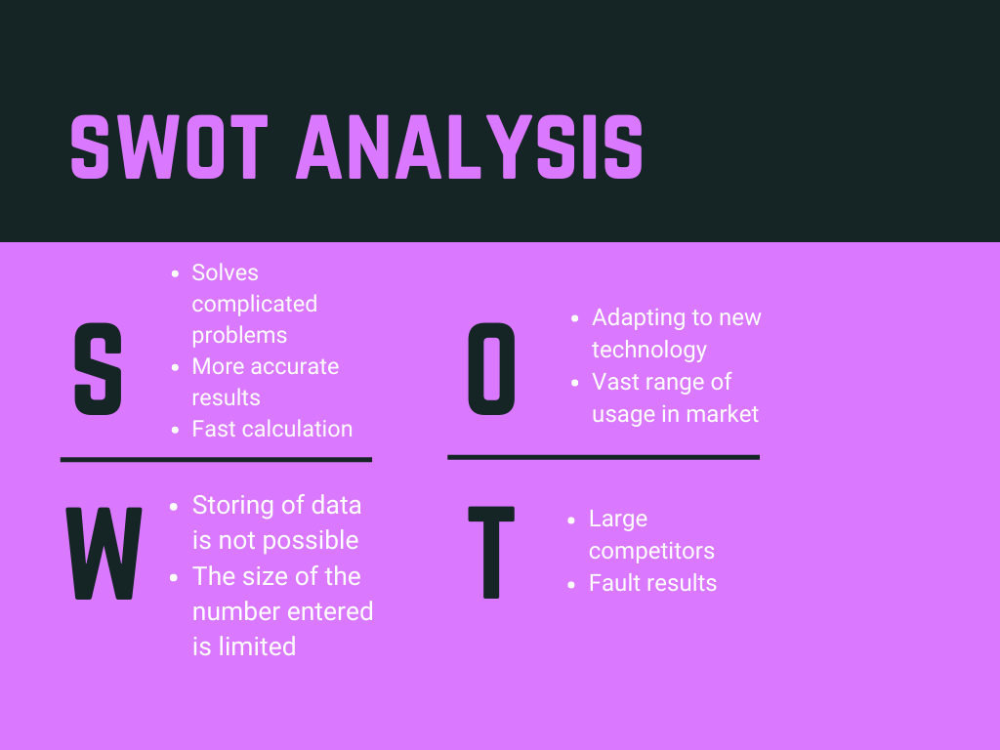 SWOT ANALYSIS
S
• Solves
complicated
problems
• More accurate
results
• Fast calculation
O
• Adapting to new
technology
• Vast range of
usage in market
W
• Storing of data
is not possible
• The size of the
number entered
is limited
T
• Large
competitors
• Fault results